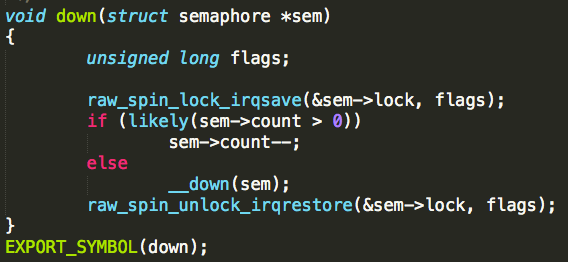 void down(struct semaphore *sem)
{
        unsigned long flags;

        raw_spin_lock_irqsave(&sem->lock, flags);
        if (likely(sem->count > 0))
                sem->count--;
        else
                __down(sem);
        raw_spin_unlock_irqrestore(&sem->lock, flags);
}
EXPORT_SYMBOL(down);